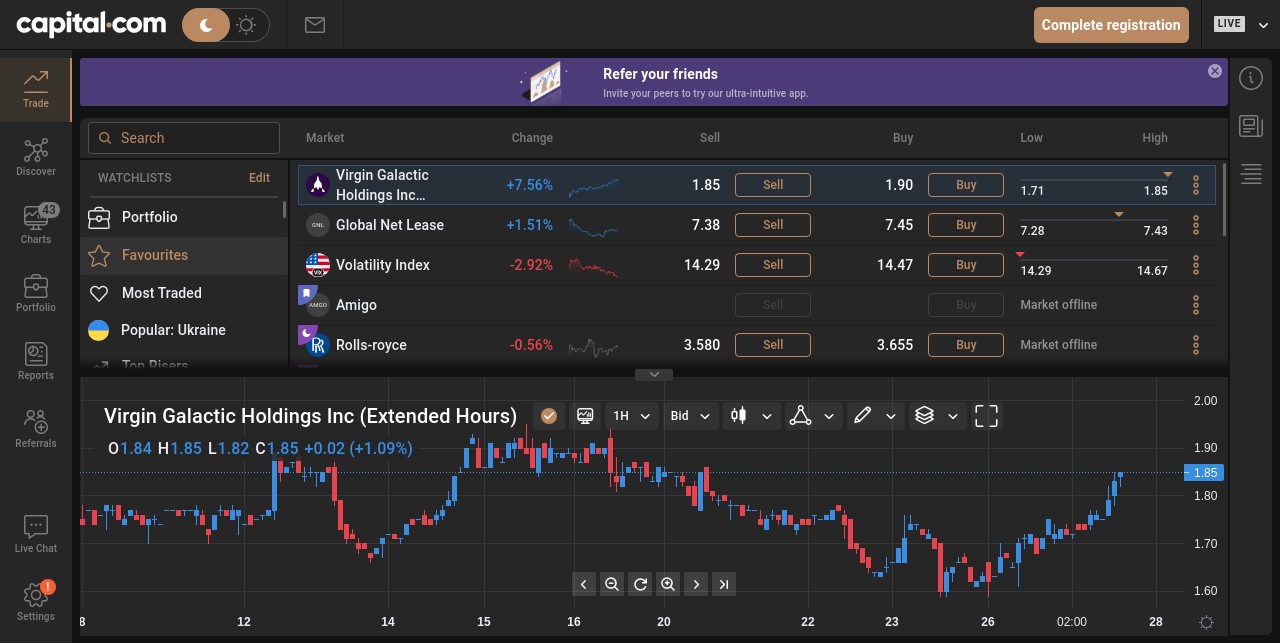 capital.com
Complete registration
LIVE
Trade
Discover
43
Charts
Portfolio
Reports
Referrals
Live Chat
!
Settings
Refer your friends
Invite your peers to try our ultra-intuitive app.
Search
WATCHLISTS Edit
Portfolio
Favourites
Most Traded
Popular: Ukraine
Top Risers
Market Change Sell Buy Low High
Virgin Galactic
Holdings Inc... +7.56% 1.85 Sell 1.90 Buy 1.71 1.85
GNL Global Net Lease +1.51% 7.38 Sell 7.45 Buy 7.28 7.43
VIX Volatility Index -2.92% 14.29 Sell 14.47 Buy 14.29 14.67
AMGO Amigo Sell Buy Market offline
Rolls-royce -0.56% 3.580 Sell 3.655 Buy Market offline
Virgin Galactic Holdings Inc (Extended Hours) 1H Bid
O1.84 H1.85 L1.82 C1.85 +0.02 (+1.09%)
2.00
1.90
1.85
1.80
1.70
1.60
8 12 14 15 16 20 22 23 26 02:00 28